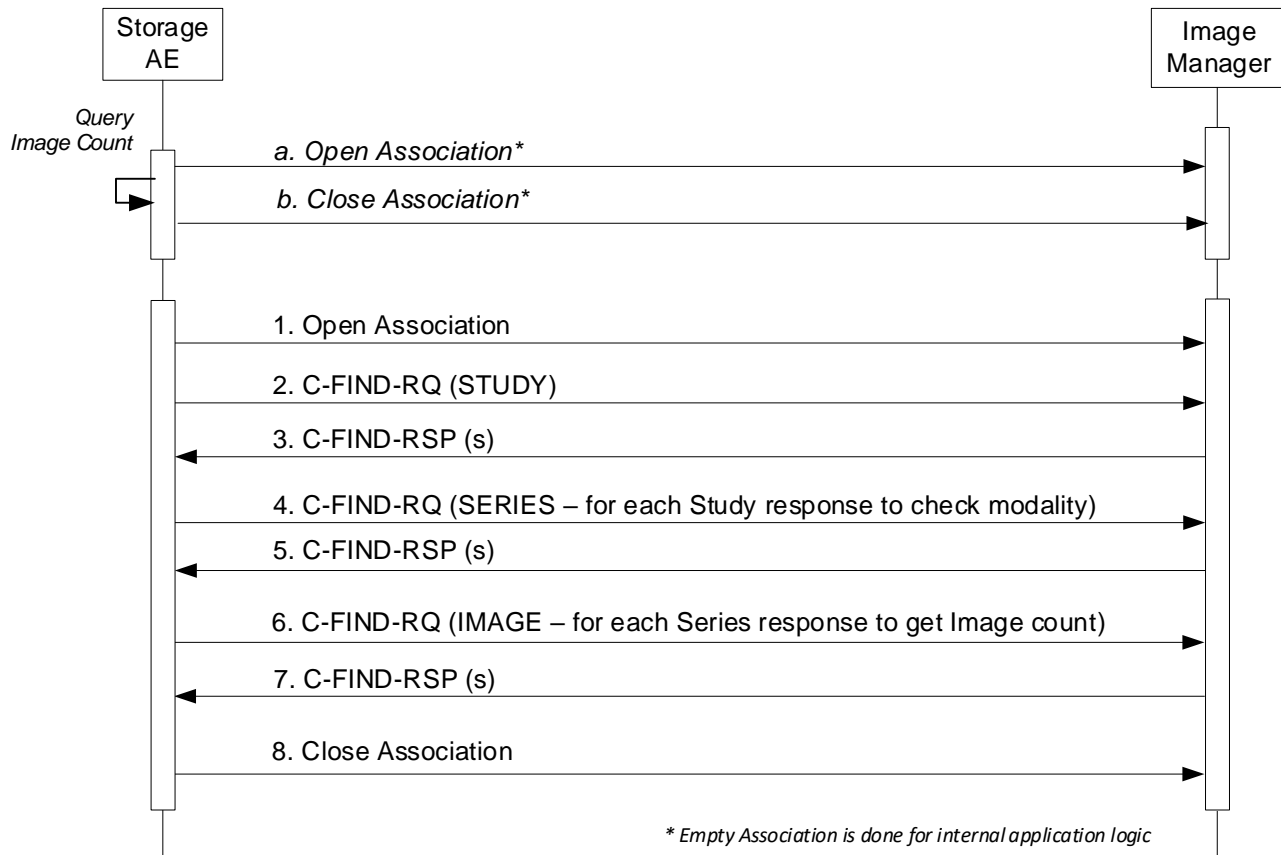 Storage
AE
Image
Manager
Query
Image Count
a. Open Association*
b. Close Association*
1. Open Association
2. C-FIND-RQ (STUDY)
3. C-FIND-RSP (s)
4. C-FIND-RQ (SERIES – for each Study response to check modality)
5. C-FIND-RSP (s)
6. C-FIND-RQ (IMAGE – for each Series response to get Image count)
7. C-FIND-RSP (s)
8. Close Association
* Empty Association is done for internal application logic